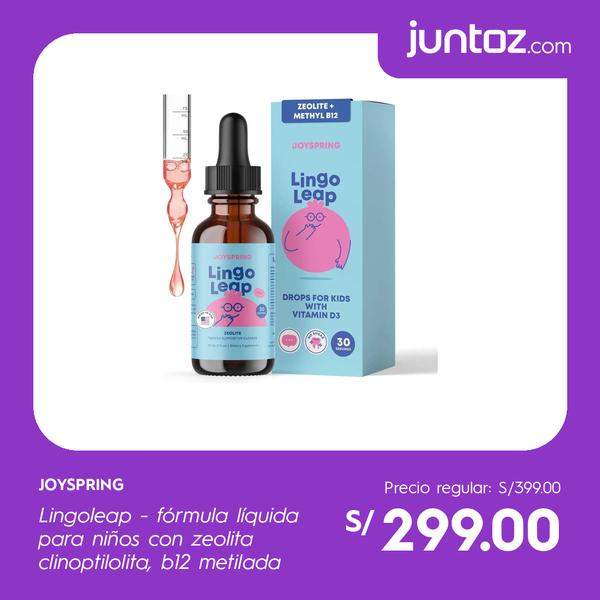 juntoz.com
ZEOLITE +
METHYL B12
JOYSPRING
Lingo
Leap
DROPS FOR KIDS
WITH
VITAMIN D3
30
SERVINGS
JOYSPRING
Lingo
Leap
ZEOLITE
JOYSPRING
Lingoleap - fórmula líquida
para niños con zeolita
clinoptilolita, b12 metilada
Precio regular: S/399.00
S/299.00